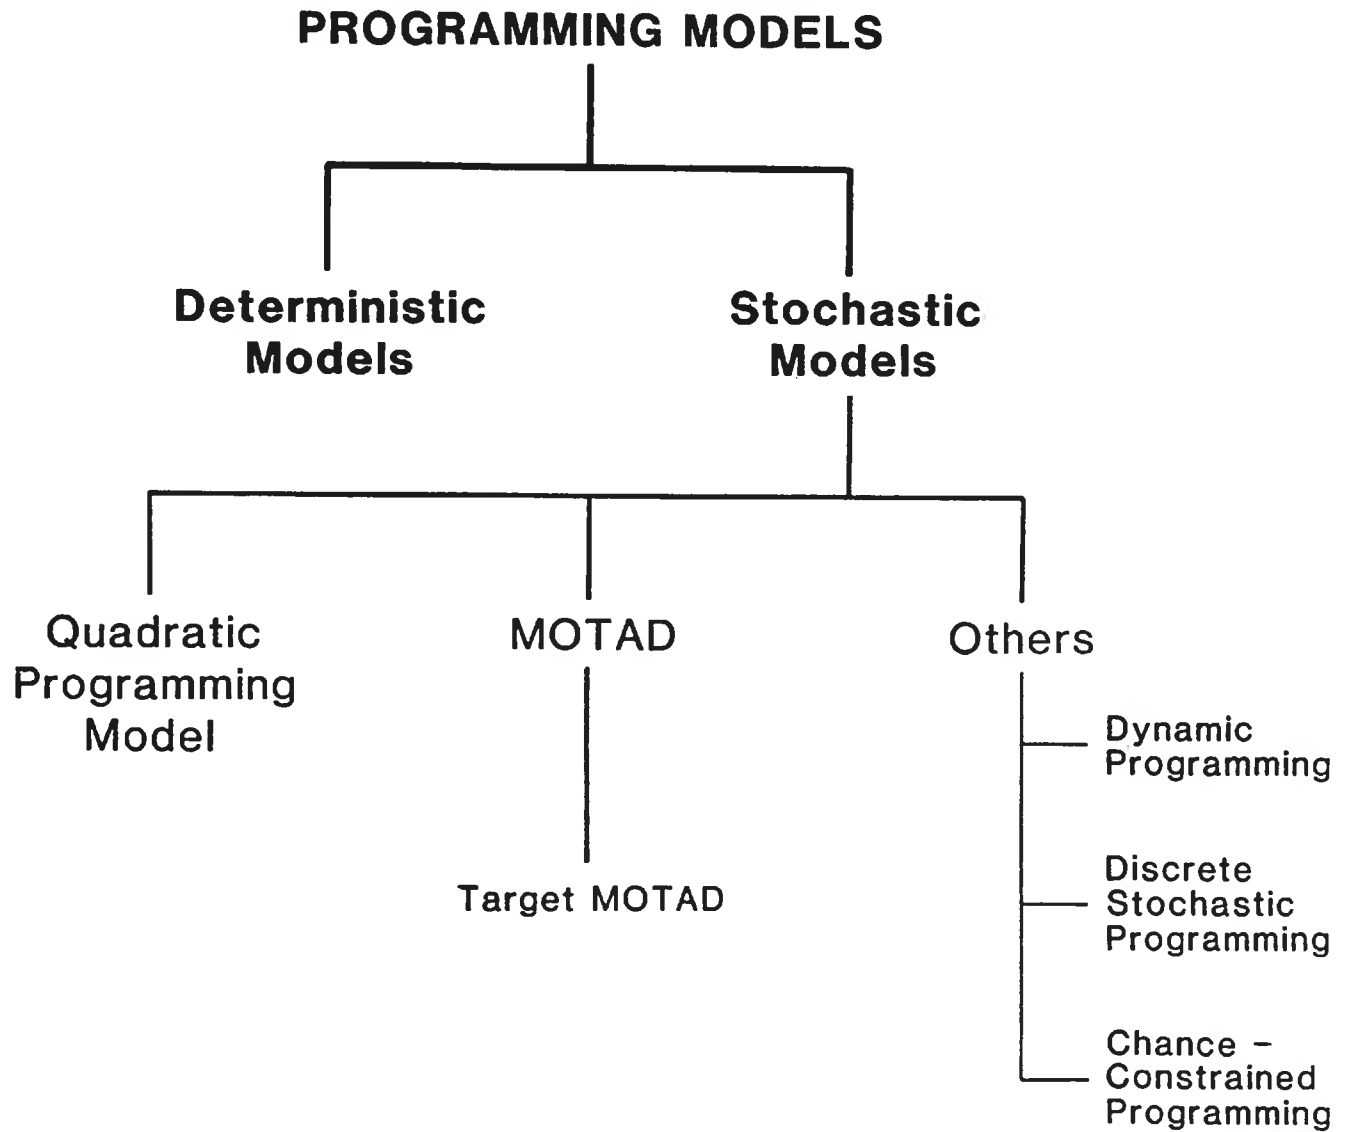 PROGRAMMING MODELS
Deterministic
Models
Stochastic
Models
Quadratic
Programming
Model
MOTAD
Others
Dynamic
Programming
Target MOTAD
Discrete
Stochastic
Programming
Chance –
Constrained
Programming